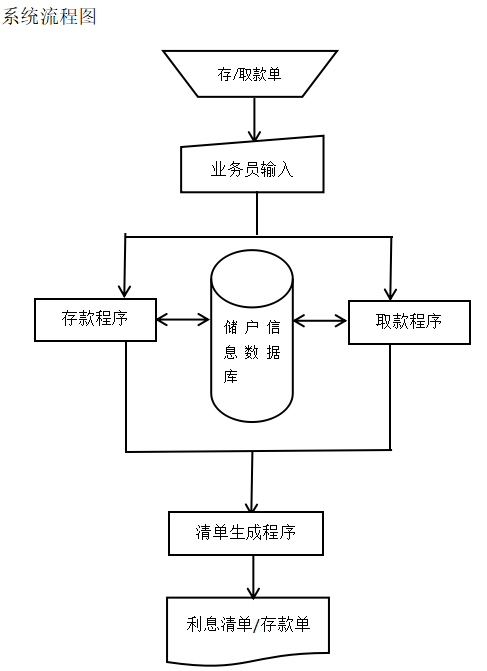 系统流程图
存/取款单
业务员输入
存款程序
储户信
息数据
库
取款程序
清单生成程序
利息清单/存款单